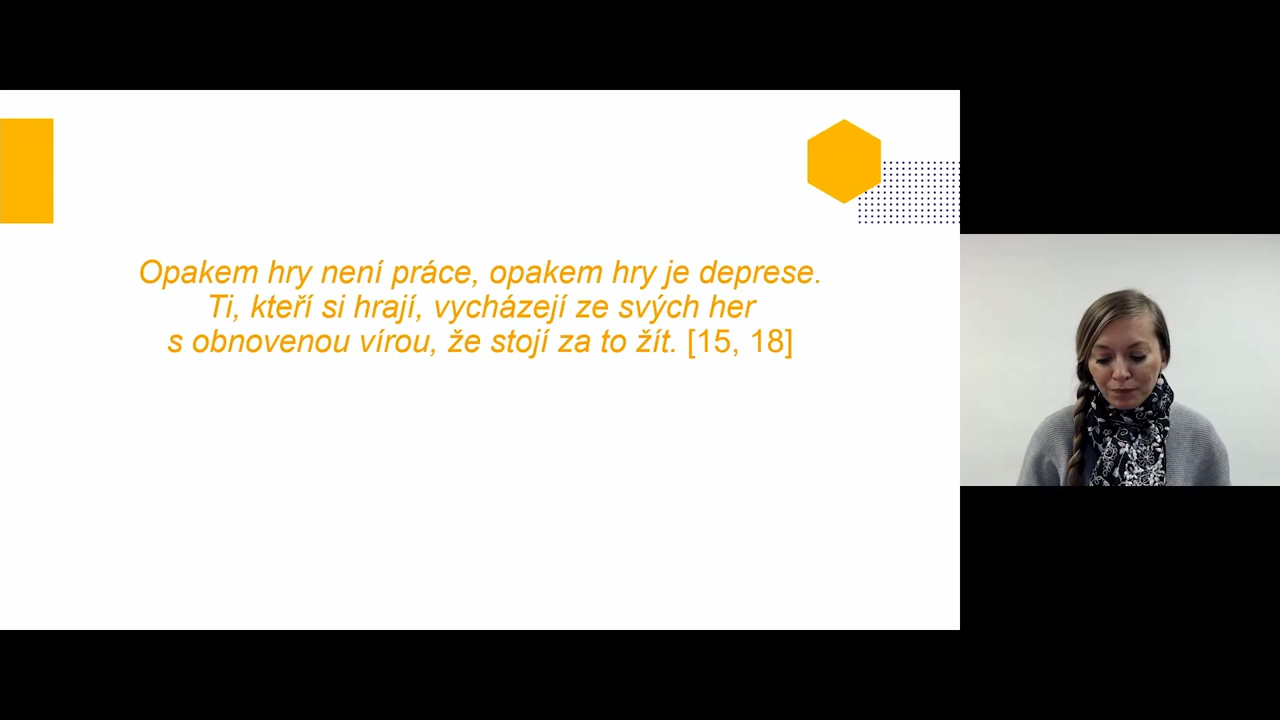 Opakem hry není práce, opakem hry je deprese.
Ti, kteří si hrají, vycházejí ze svých her
s obnovenou vírou, že stojí za to žít. [15, 18]